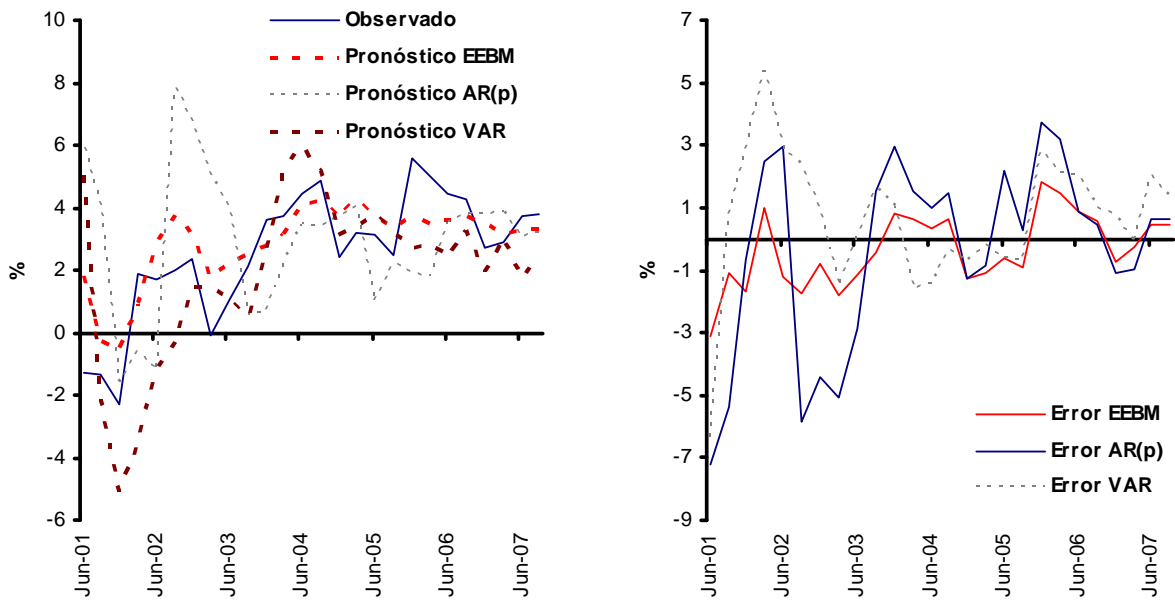 10
8
6
4
2
0
-2
-4
-6
%
Observado
Pronóstico EEBM
Pronóstico AR(p)
Pronóstico VAR
Jun-01
Jun-02
Jun-03
Jun-04
Jun-05
Jun-06
Jun-07
7
5
3
1
-1
-3
-5
-7
-9
%
Error EEBM
Error AR(p)
Error VAR
Jun-01
Jun-02
Jun-03
Jun-04
Jun-05
Jun-06
Jun-07